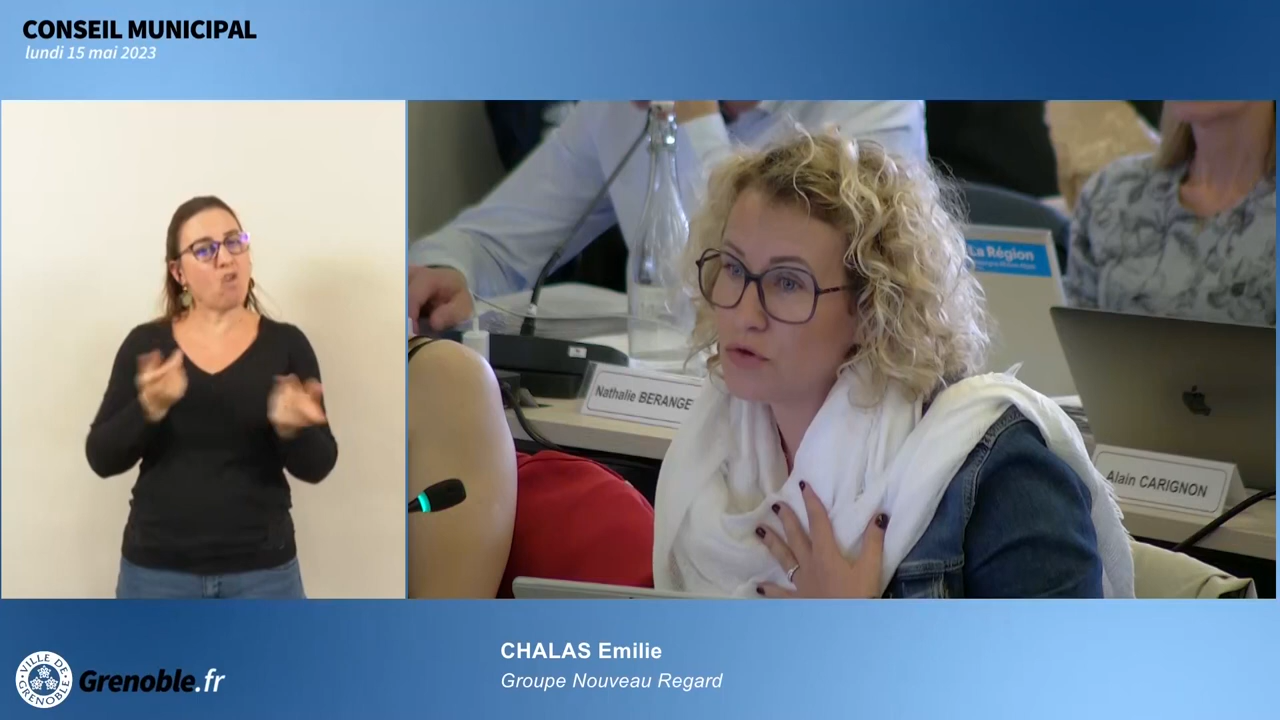 CONSEIL MUNICIPAL
lundi 15 mai 2023
La Région
Nathalie BERANGE
Alain CARIGNON
CHALAS Emilie
Groupe Nouveau Regard
VILLE DE GRENOBLE
Grenoble.fr